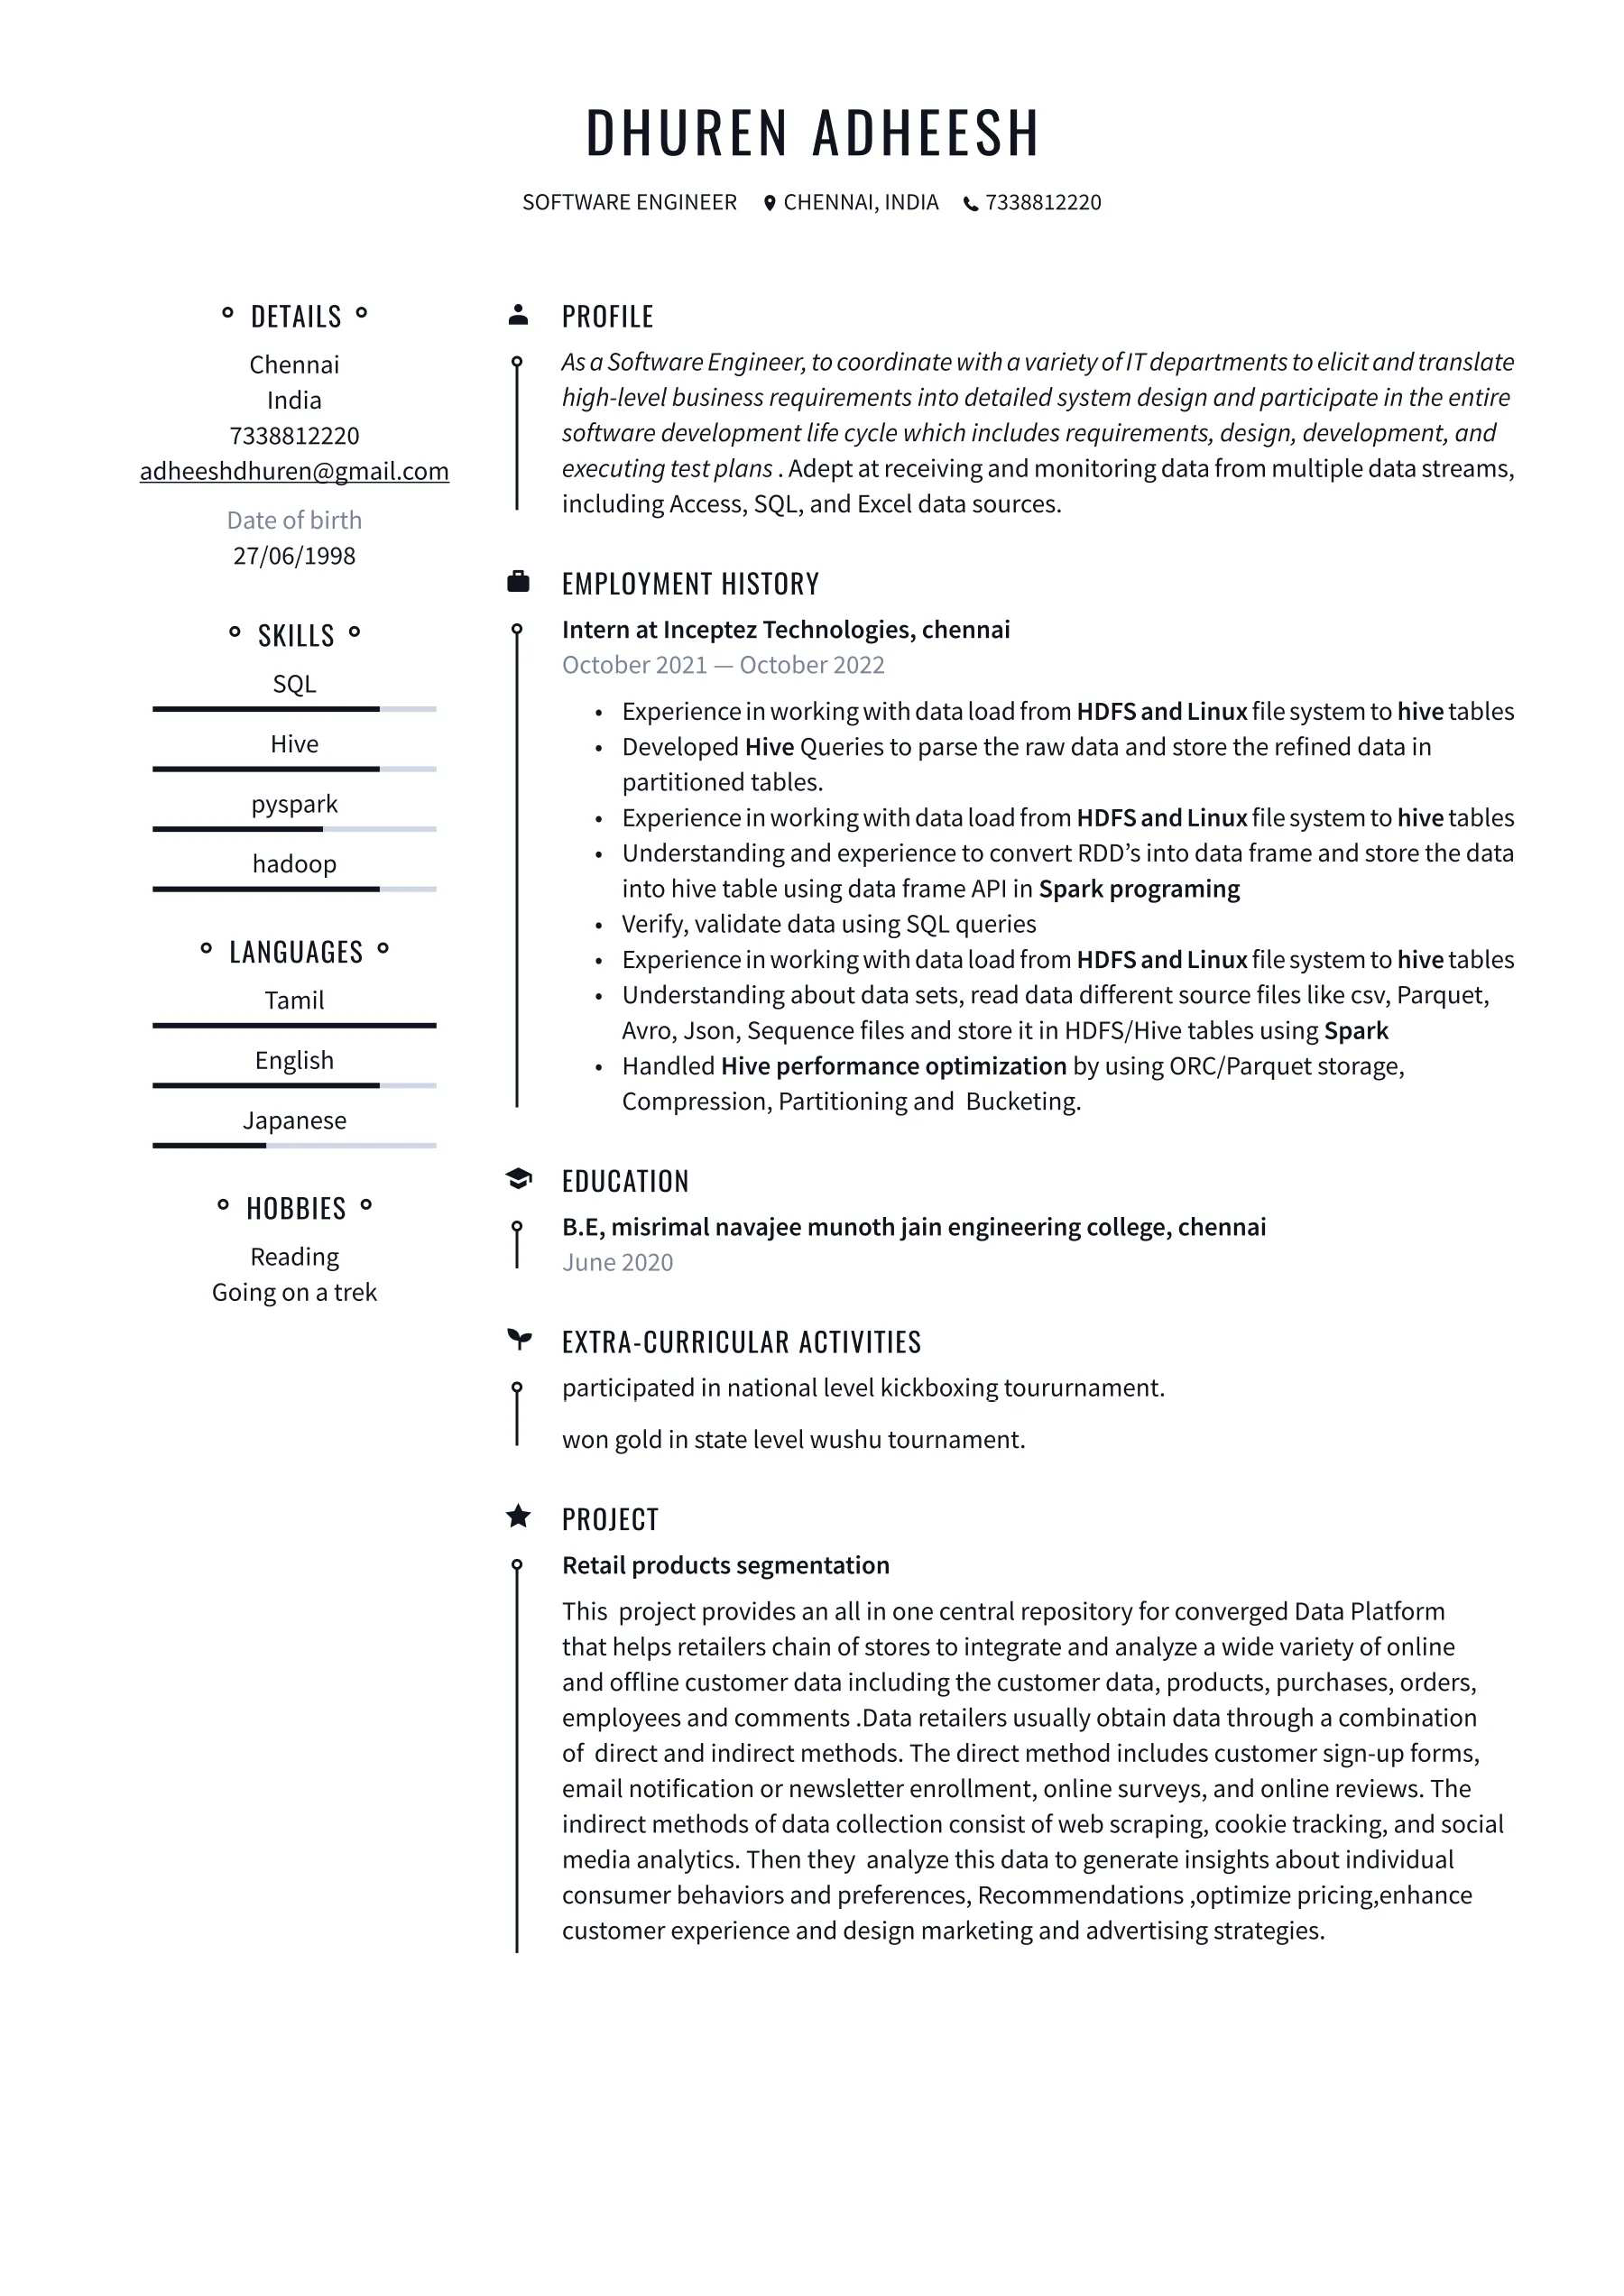 DHUREN ADHEESH
SOFTWARE ENGINEER CHENNAI, INDIA 7338812220
DETAILS
Chennai
India
7338812220
adheeshdhuren@gmail.com
Date of birth
27/06/1998
SKILLS
SQL
Hive
pyspark
hadoop
LANGUAGES
Tamil
English
Japanese
HOBBIES
Reading
Going on a trek
PROFILE
As a Software Engineer, to coordinate with a variety of IT departments to elicit and translate
high-level business requirements into detailed system design and participate in the entire
software development life cycle which includes requirements, design, development, and
executing test plans . Adept at receiving and monitoring data from multiple data streams,
including Access, SQL, and Excel data sources.
EMPLOYMENT HISTORY
Intern at Inceptez Technologies, chennai
October 2021 — October 2022
• Experience in working with data load from HDFS and Linux file system to hive tables
• Developed Hive Queries to parse the raw data and store the refined data in
partitioned tables.
• Experience in working with data load from HDFS and Linux file system to hive tables
• Understanding and experience to convert RDD’s into data frame and store the data
into hive table using data frame API in Spark programing
• Verify, validate data using SQL queries
• Experience in working with data load from HDFS and Linux file system to hive tables
• Understanding about data sets, read data different source files like csv, Parquet,
Avro, Json, Sequence files and store it in HDFS/Hive tables using Spark
• Handled Hive performance optimization by using ORC/Parquet storage,
Compression, Partitioning and  Bucketing.
EDUCATION
B.E, misrimal navajee munoth jain engineering college, chennai
June 2020
EXTRA-CURRICULAR ACTIVITIES
participated in national level kickboxing toururnament.
won gold in state level wushu tournament.
PROJECT
Retail products segmentation
This  project provides an all in one central repository for converged Data Platform
that helps retailers chain of stores to integrate and analyze a wide variety of online
and offline customer data including the customer data, products, purchases, orders,
employees and comments .Data retailers usually obtain data through a combination
of  direct and indirect methods. The direct method includes customer sign-up forms,
email notification or newsletter enrollment, online surveys, and online reviews. The
indirect methods of data collection consist of web scraping, cookie tracking, and social
media analytics. Then they  analyze this data to generate insights about individual
consumer behaviors and preferences, Recommendations ,optimize pricing,enhance
customer experience and design marketing and advertising strategies.